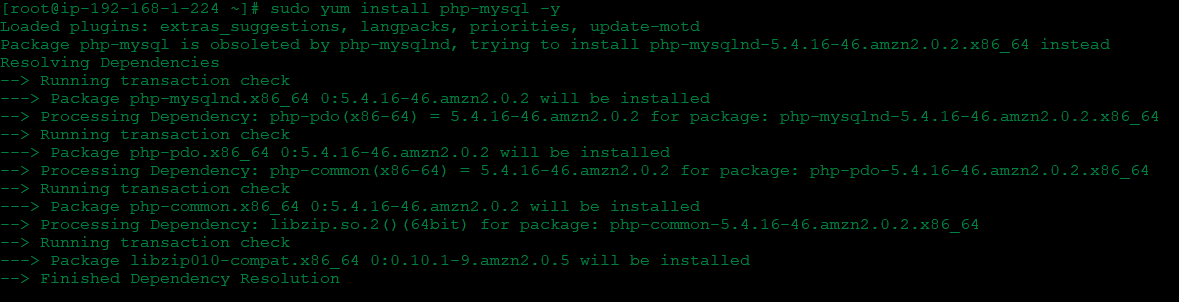 [root@ip-192-168-1-224 ~]# sudo yum install php-mysql -y
Loaded plugins: extras_suggestions, langpacks, priorities, update-motd
Package php-mysql is obsoleted by php-mysqlnd, trying to install php-mysqlnd-5.4.16-46.amzn2.0.2.x86_64 instead
Resolving Dependencies
--> Running transaction check
---> Package php-mysqlnd.x86_64 0:5.4.16-46.amzn2.0.2 will be installed
--> Processing Dependency: php-pdo(x86-64) = 5.4.16-46.amzn2.0.2 for package: php-mysqlnd-5.4.16-46.amzn2.0.2.x86_64
--> Running transaction check
---> Package php-pdo.x86_64 0:5.4.16-46.amzn2.0.2 will be installed
--> Processing Dependency: php-common(x86-64) = 5.4.16-46.amzn2.0.2 for package: php-pdo-5.4.16-46.amzn2.0.2.x86_64
--> Running transaction check
---> Package php-common.x86_64 0:5.4.16-46.amzn2.0.2 will be installed
--> Processing Dependency: libzip.so.2()(64bit) for package: php-common-5.4.16-46.amzn2.0.2.x86_64
--> Running transaction check
---> Package libzip010-compat.x86_64 0:0.10.1-9.amzn2.0.5 will be installed
--> Finished Dependency Resolution